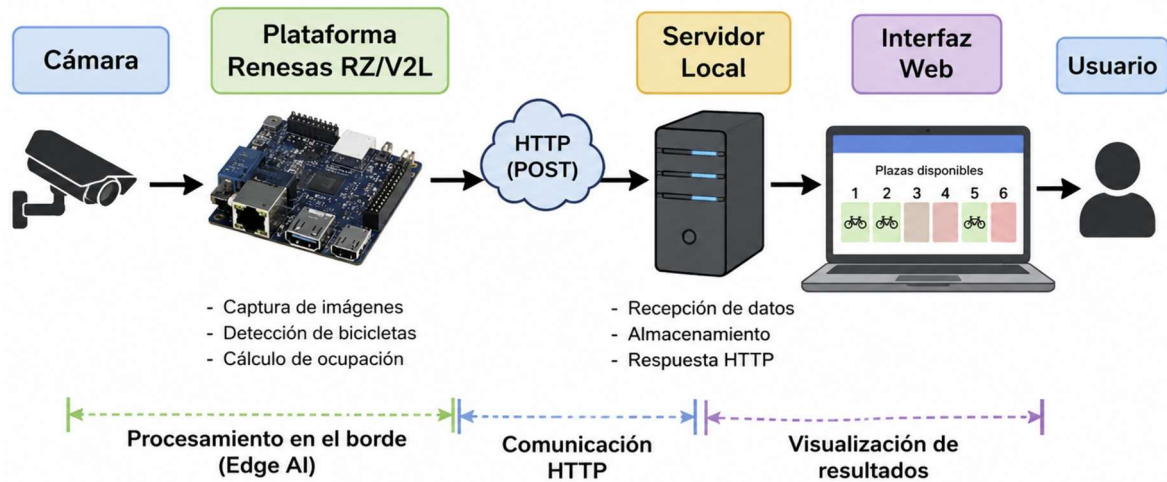 Cámara
Plataforma
Renesas RZ/V2L
Servidor
Local
Interfaz
Web
Usuario
HTTP
(POST)
Plazas disponibles
1 2 3 4 5 6
- Captura de imágenes
- Detección de bicicletas
- Cálculo de ocupación
- Recepción de datos
- Almacenamiento
- Respuesta HTTP
Procesamiento en el borde
(Edge AI)
Comunicación
HTTP
Visualización de
resultados